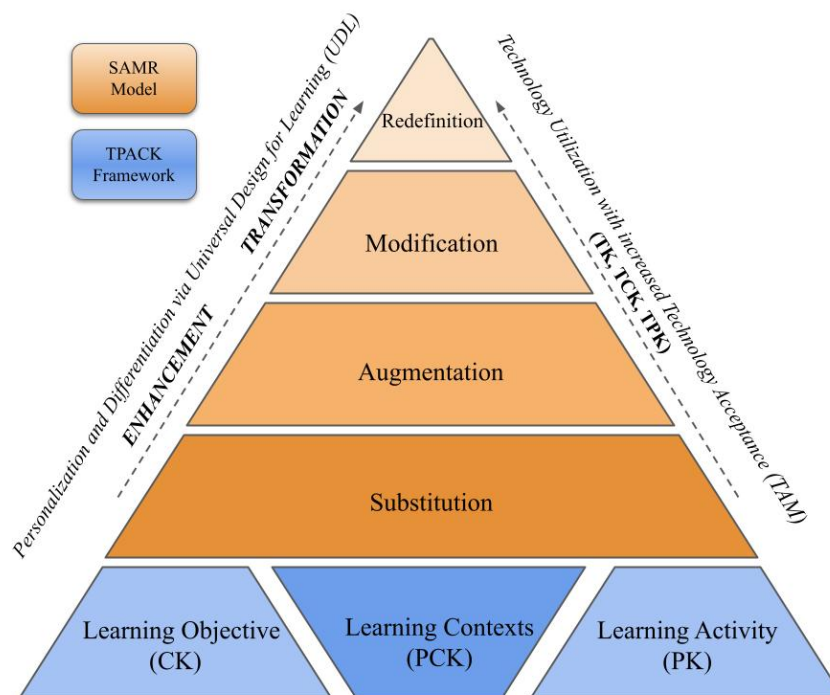 SAMR
Model
TPACK
Framework
Personalization and Differentiation via Universal Design for Learning (UDL)
ENHANCEMENT
TRANSFORMATION
Technology Utilization with increased Technology Acceptance (TAM)
(TK, TCK, TPK)
Redefinition
Modification
Augmentation
Substitution
Learning Objective
(CK)
Learning Contexts
(PCK)
Learning Activity
(PK)